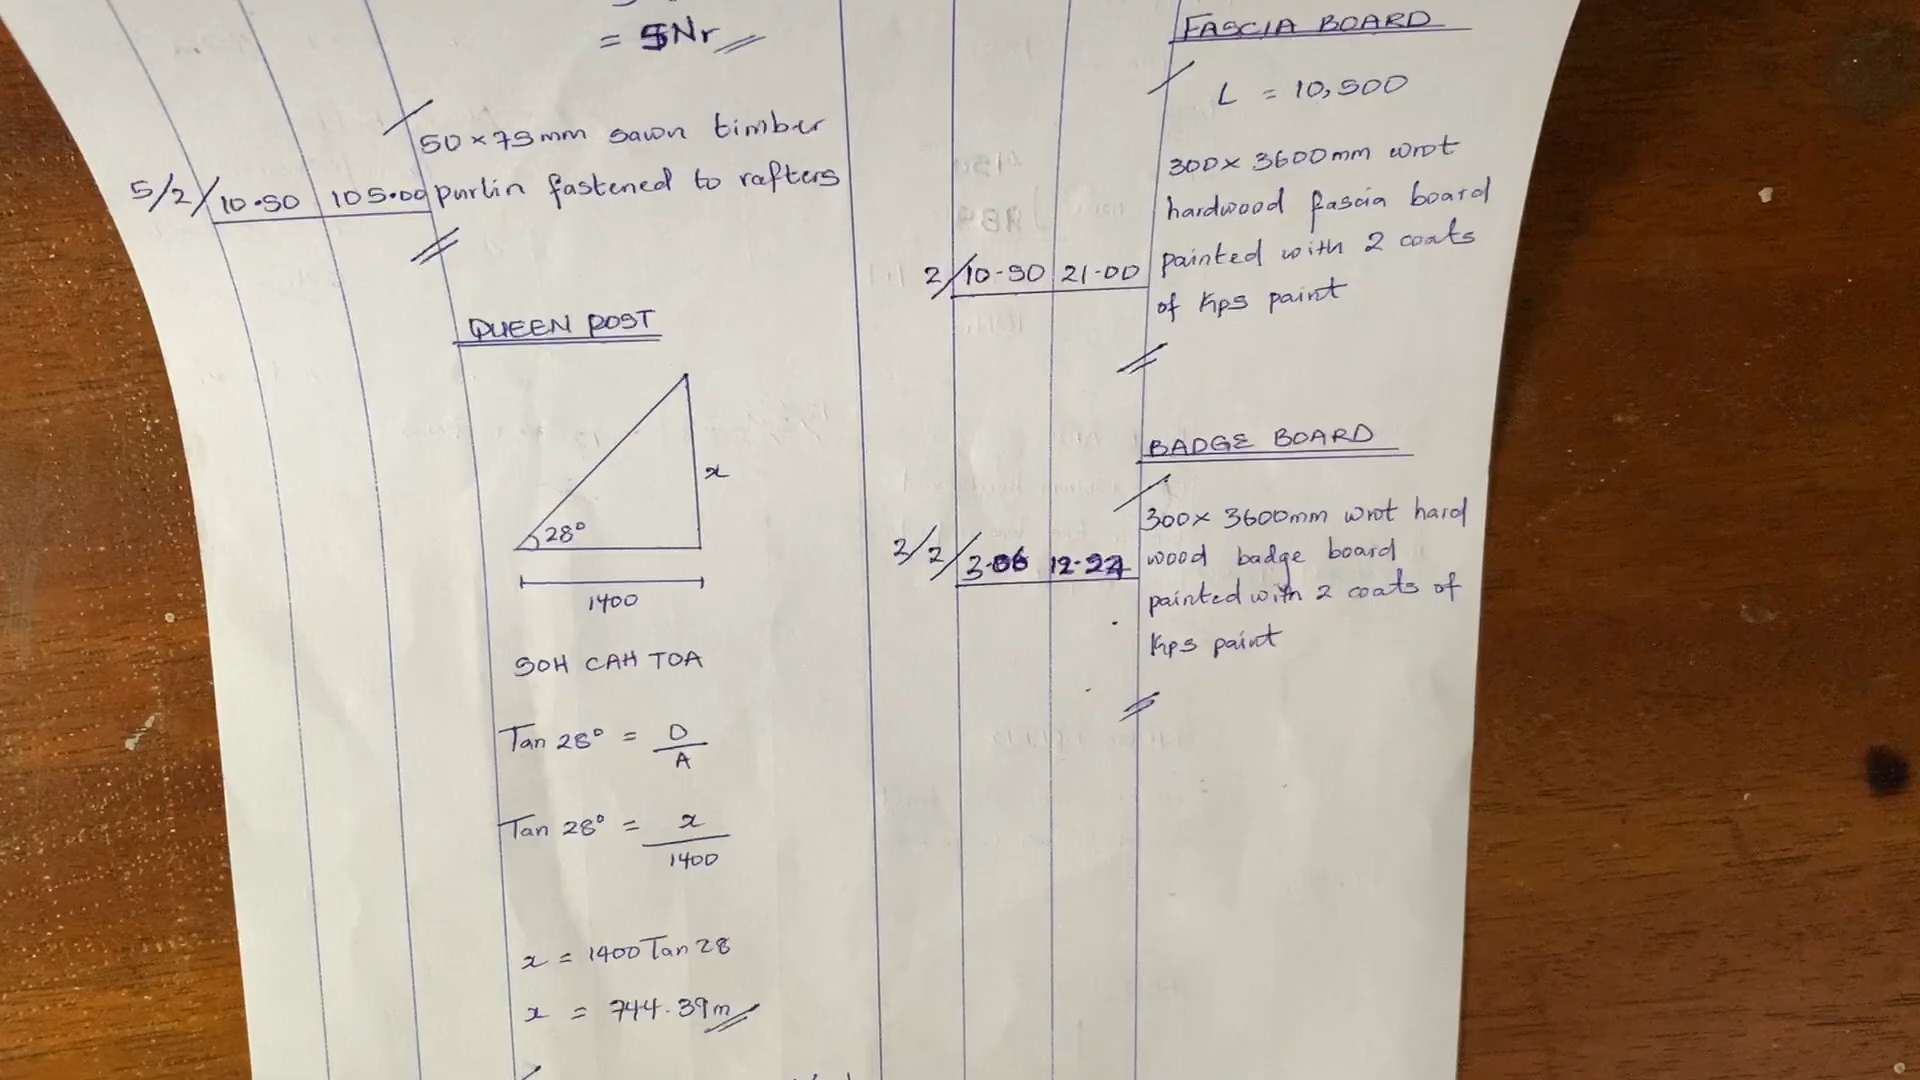 = 5Nr
50 x 75mm sawn timber
5/2/ 10.50 105.00 purlin fastened to rafters
QUEEN POST
x
28°
1400
SOH CAH TOA
Tan 28° = O
A
Tan 28° = x
1400
x = 1400 Tan 28
x = 744.39m
FASCIA BOARD
L = 10,500
300 x 3600mm wrot
hardwood fascia board
painted with 2 coats
2/ 10-50 21-00
of Kps paint
BADGE BOARD
300 x 3600mm wrot hard
2/2/ 3.06 12.24 wood badge board
painted with 2 coats of
Kps paint